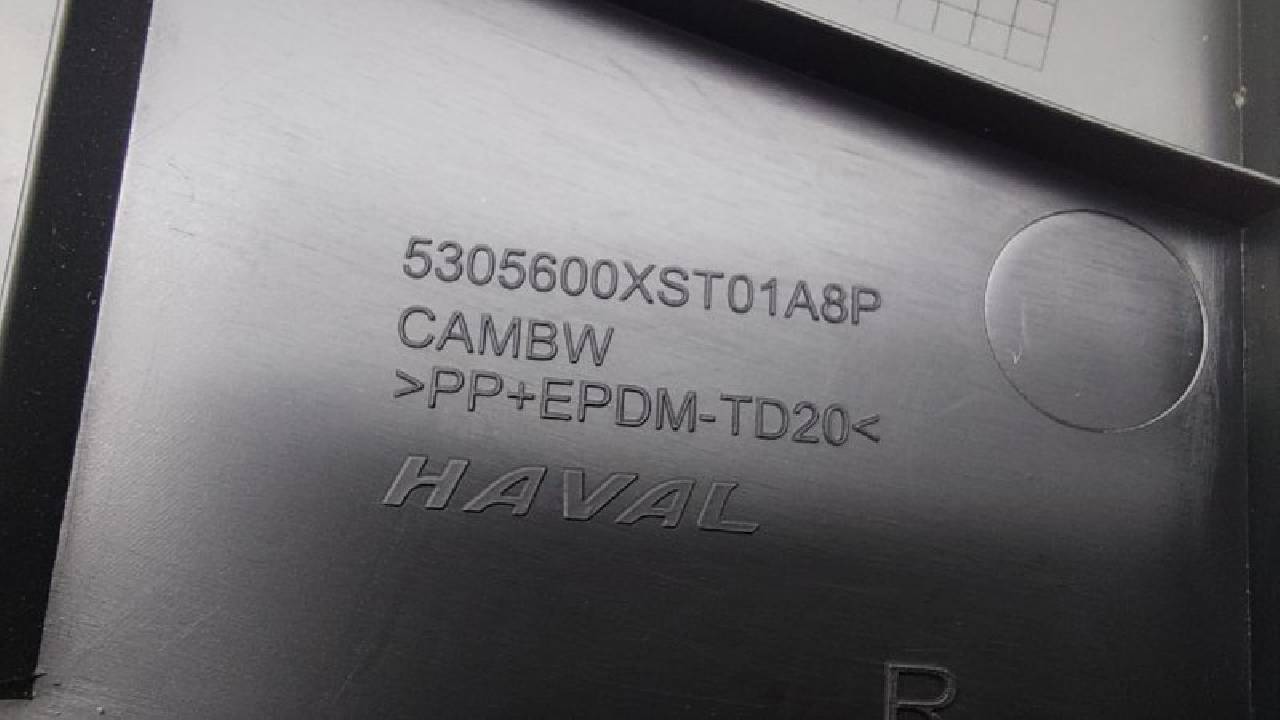 5305600XST01A8P
CAMBW
>PP+EPDM-TD20<
HAVAL
R